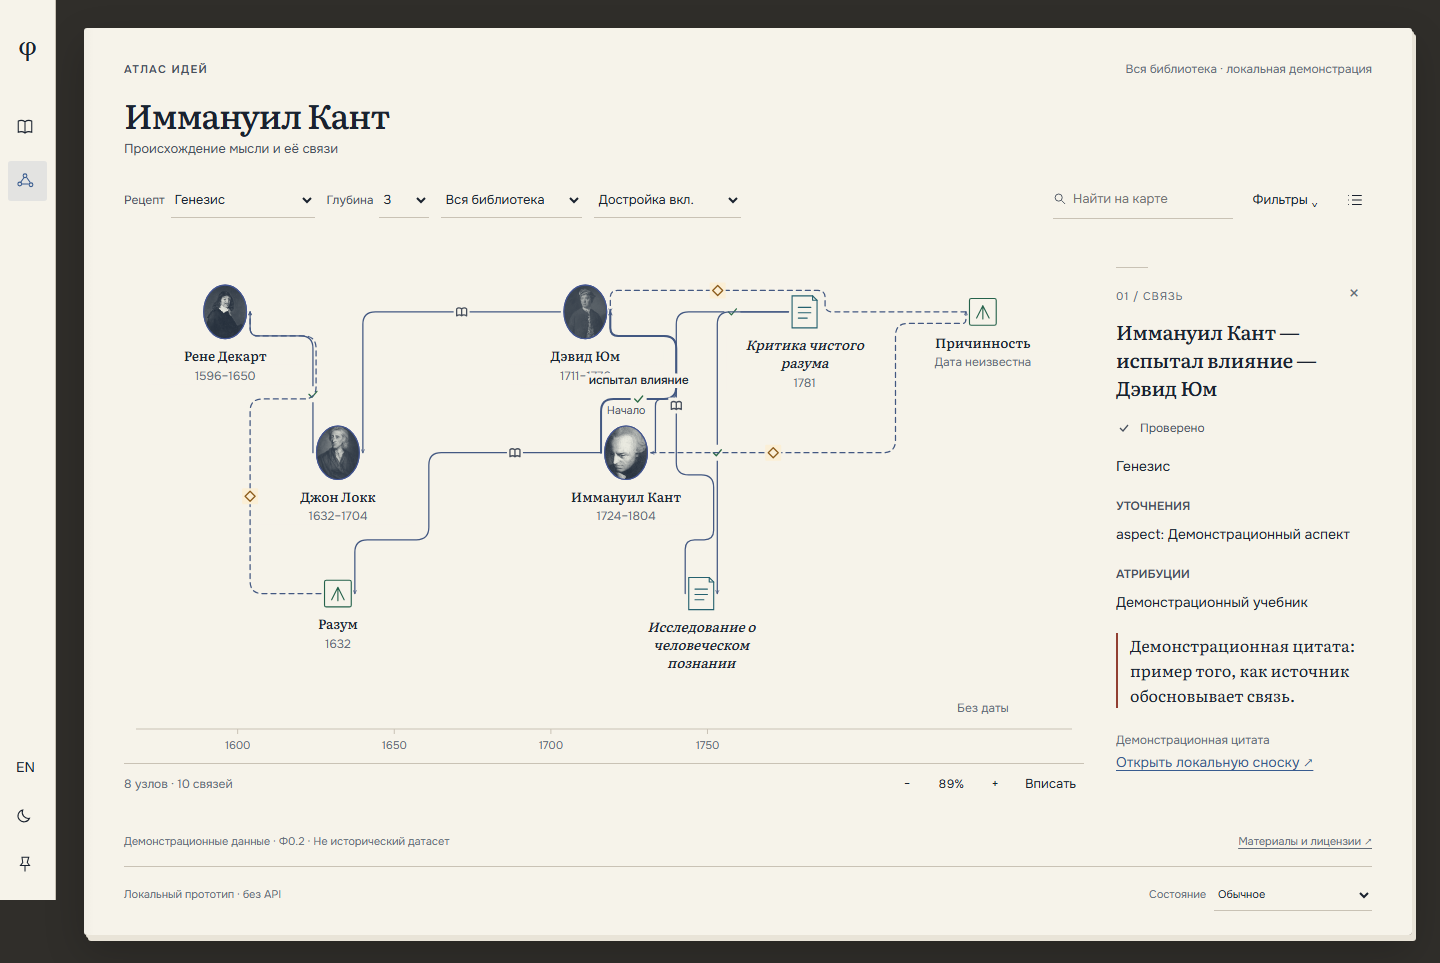 φ
АТЛАС ИДЕЙ
Вся библиотека · локальная демонстрация
Иммануил Кант
Происхождение мысли и её связи
Рецепт Генезис
Глубина 3
Вся библиотека
Достройка вкл.
Найти на карте
Фильтры
Рене Декарт
1596–1650
Дэвид Юм
1711–
испытал влияние
Начало
Критика чистого
разума
1781
Причинность
Дата неизвестна
Джон Локк
1632–1704
Иммануил Кант
1724–1804
Разум
1632
Исследование о
человеческом
познании
Без даты
1600
1650
1700
1750
8 узлов · 10 связей
− 89% + Вписать
01 / СВЯЗЬ
Иммануил Кант —
испытал влияние —
Дэвид Юм
Проверено
Генезис
УТОЧНЕНИЯ
aspect: Демонстрационный аспект
АТРИБУЦИИ
Демонстрационный учебник
Демонстрационная цитата:
пример того, как источник
обосновывает связь.
Демонстрационная цитата
Открыть локальную сноску ↗
EN
Демонстрационные данные · Ф0.2 · Не исторический датасет
Материалы и лицензии ↗
Локальный прототип · без API
Состояние Обычное